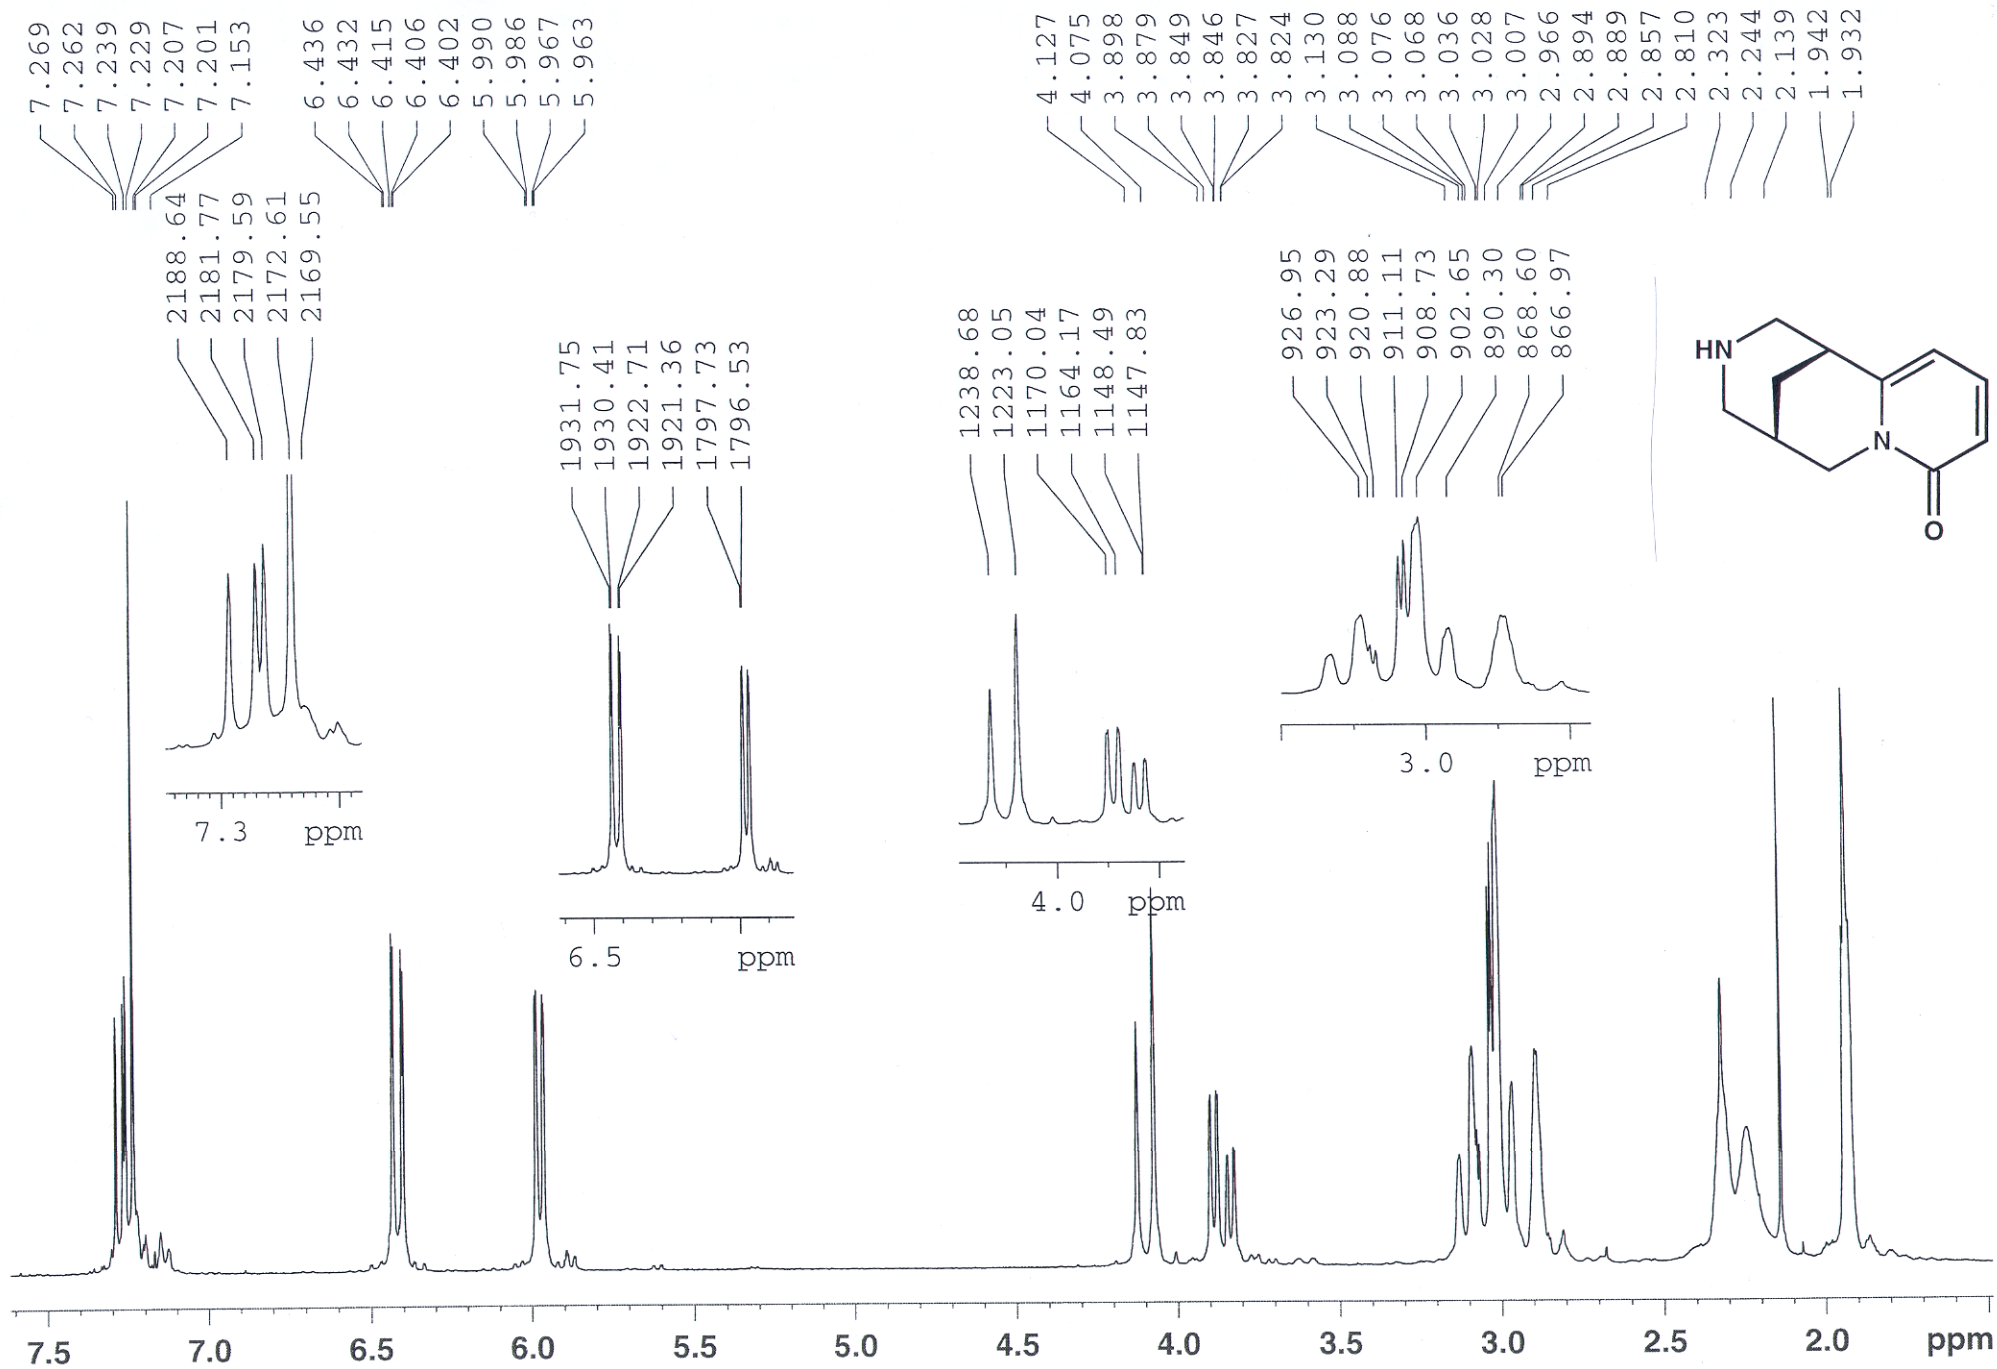 7.269 7.262 7.239 7.229 7.207 7.201 7.153 6.436 6.432 6.415 6.406 6.402 5.990 5.986 5.967 5.963
4.127 4.075 3.898 3.879 3.849 3.846 3.827 3.824 3.130 3.088 3.076 3.068 3.036 3.028 3.007 2.966 2.894 2.889 2.857 2.810 2.323 2.244 2.139 1.942 1.932
2188.64 2181.77 2179.59 2172.61 2169.55
1931.75 1930.41 1922.71 1921.36 1797.73 1796.53
1238.68 1223.05 1170.04 1164.17 1148.49 1147.83
926.95 923.29 920.88 911.11 908.73 902.65 890.30 868.60 866.97
HN
N
O
7.3 ppm
6.5 ppm
4.0 ppm
3.0 ppm
7.5 7.0 6.5 6.0 5.5 5.0 4.5 4.0 3.5 3.0 2.5 2.0 ppm